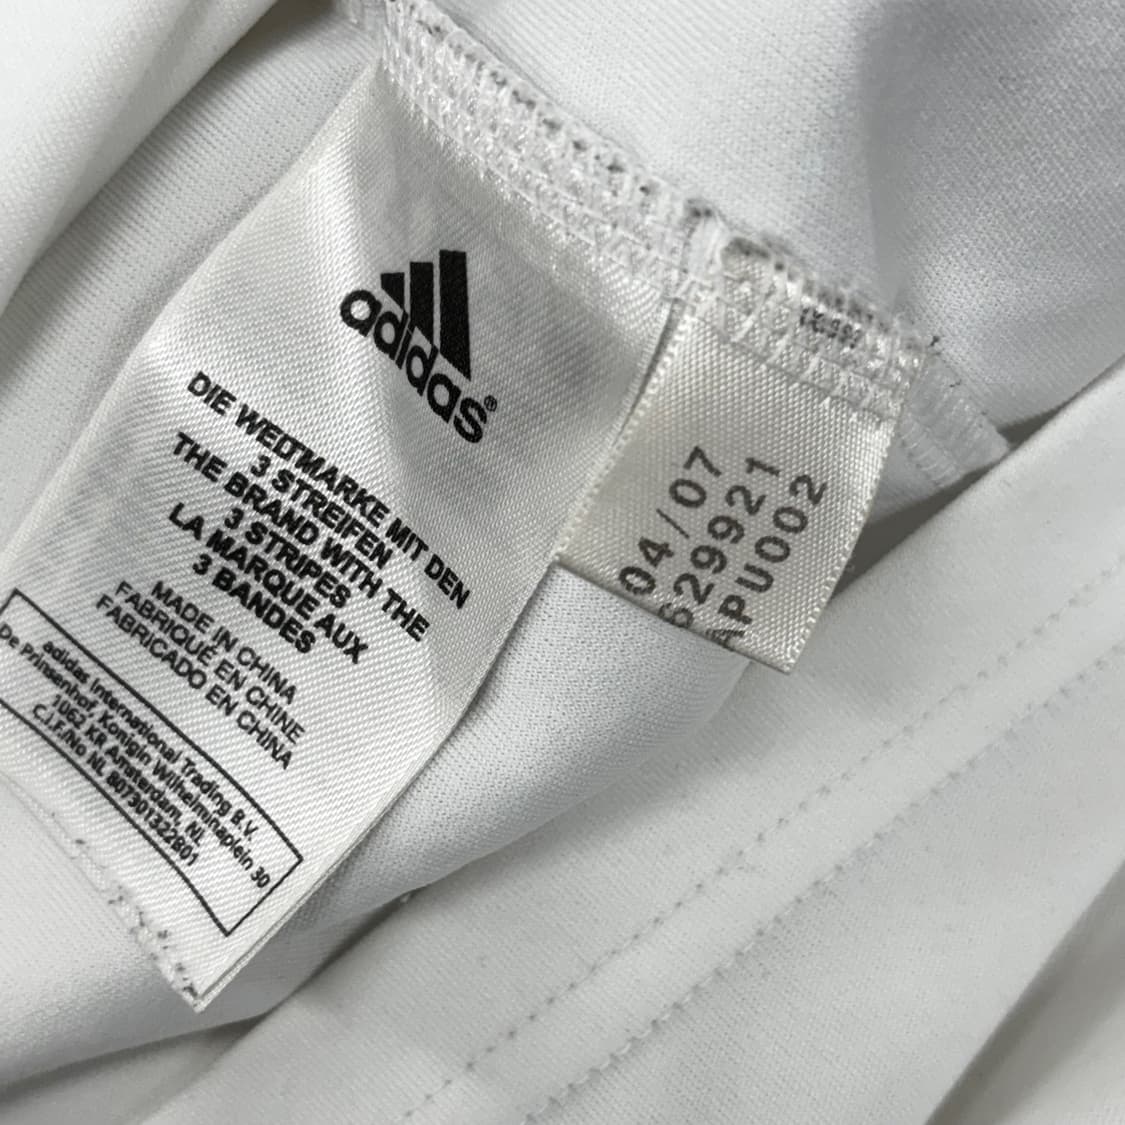 adidas®
DIE WELTMARKE MIT DEN
3 STREIFEN
THE BRAND WITH THE
3 STRIPES
LA MARQUE AUX
3 BANDES
MADE IN CHINA
FABRIQUÉ EN CHINE
FABRICADO EN CHINA
adidas International Trading B.V.
De Prinsenhof, Konigin Wilhelminaplein 30
1062 KR Amsterdam, NL
C.I.F./No NL B07301322B01
04/07
629921
APU002